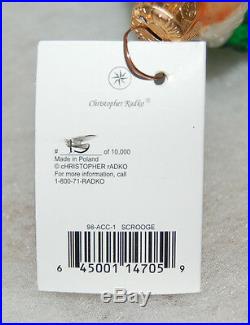 Christopher Radko ®
# of 10,000
Made in Poland
© cHRISTOPHER rADKO
For more information, call
1-800-71-RADKO
98-ACC-1 SCROOGE
6 45001 14705 9